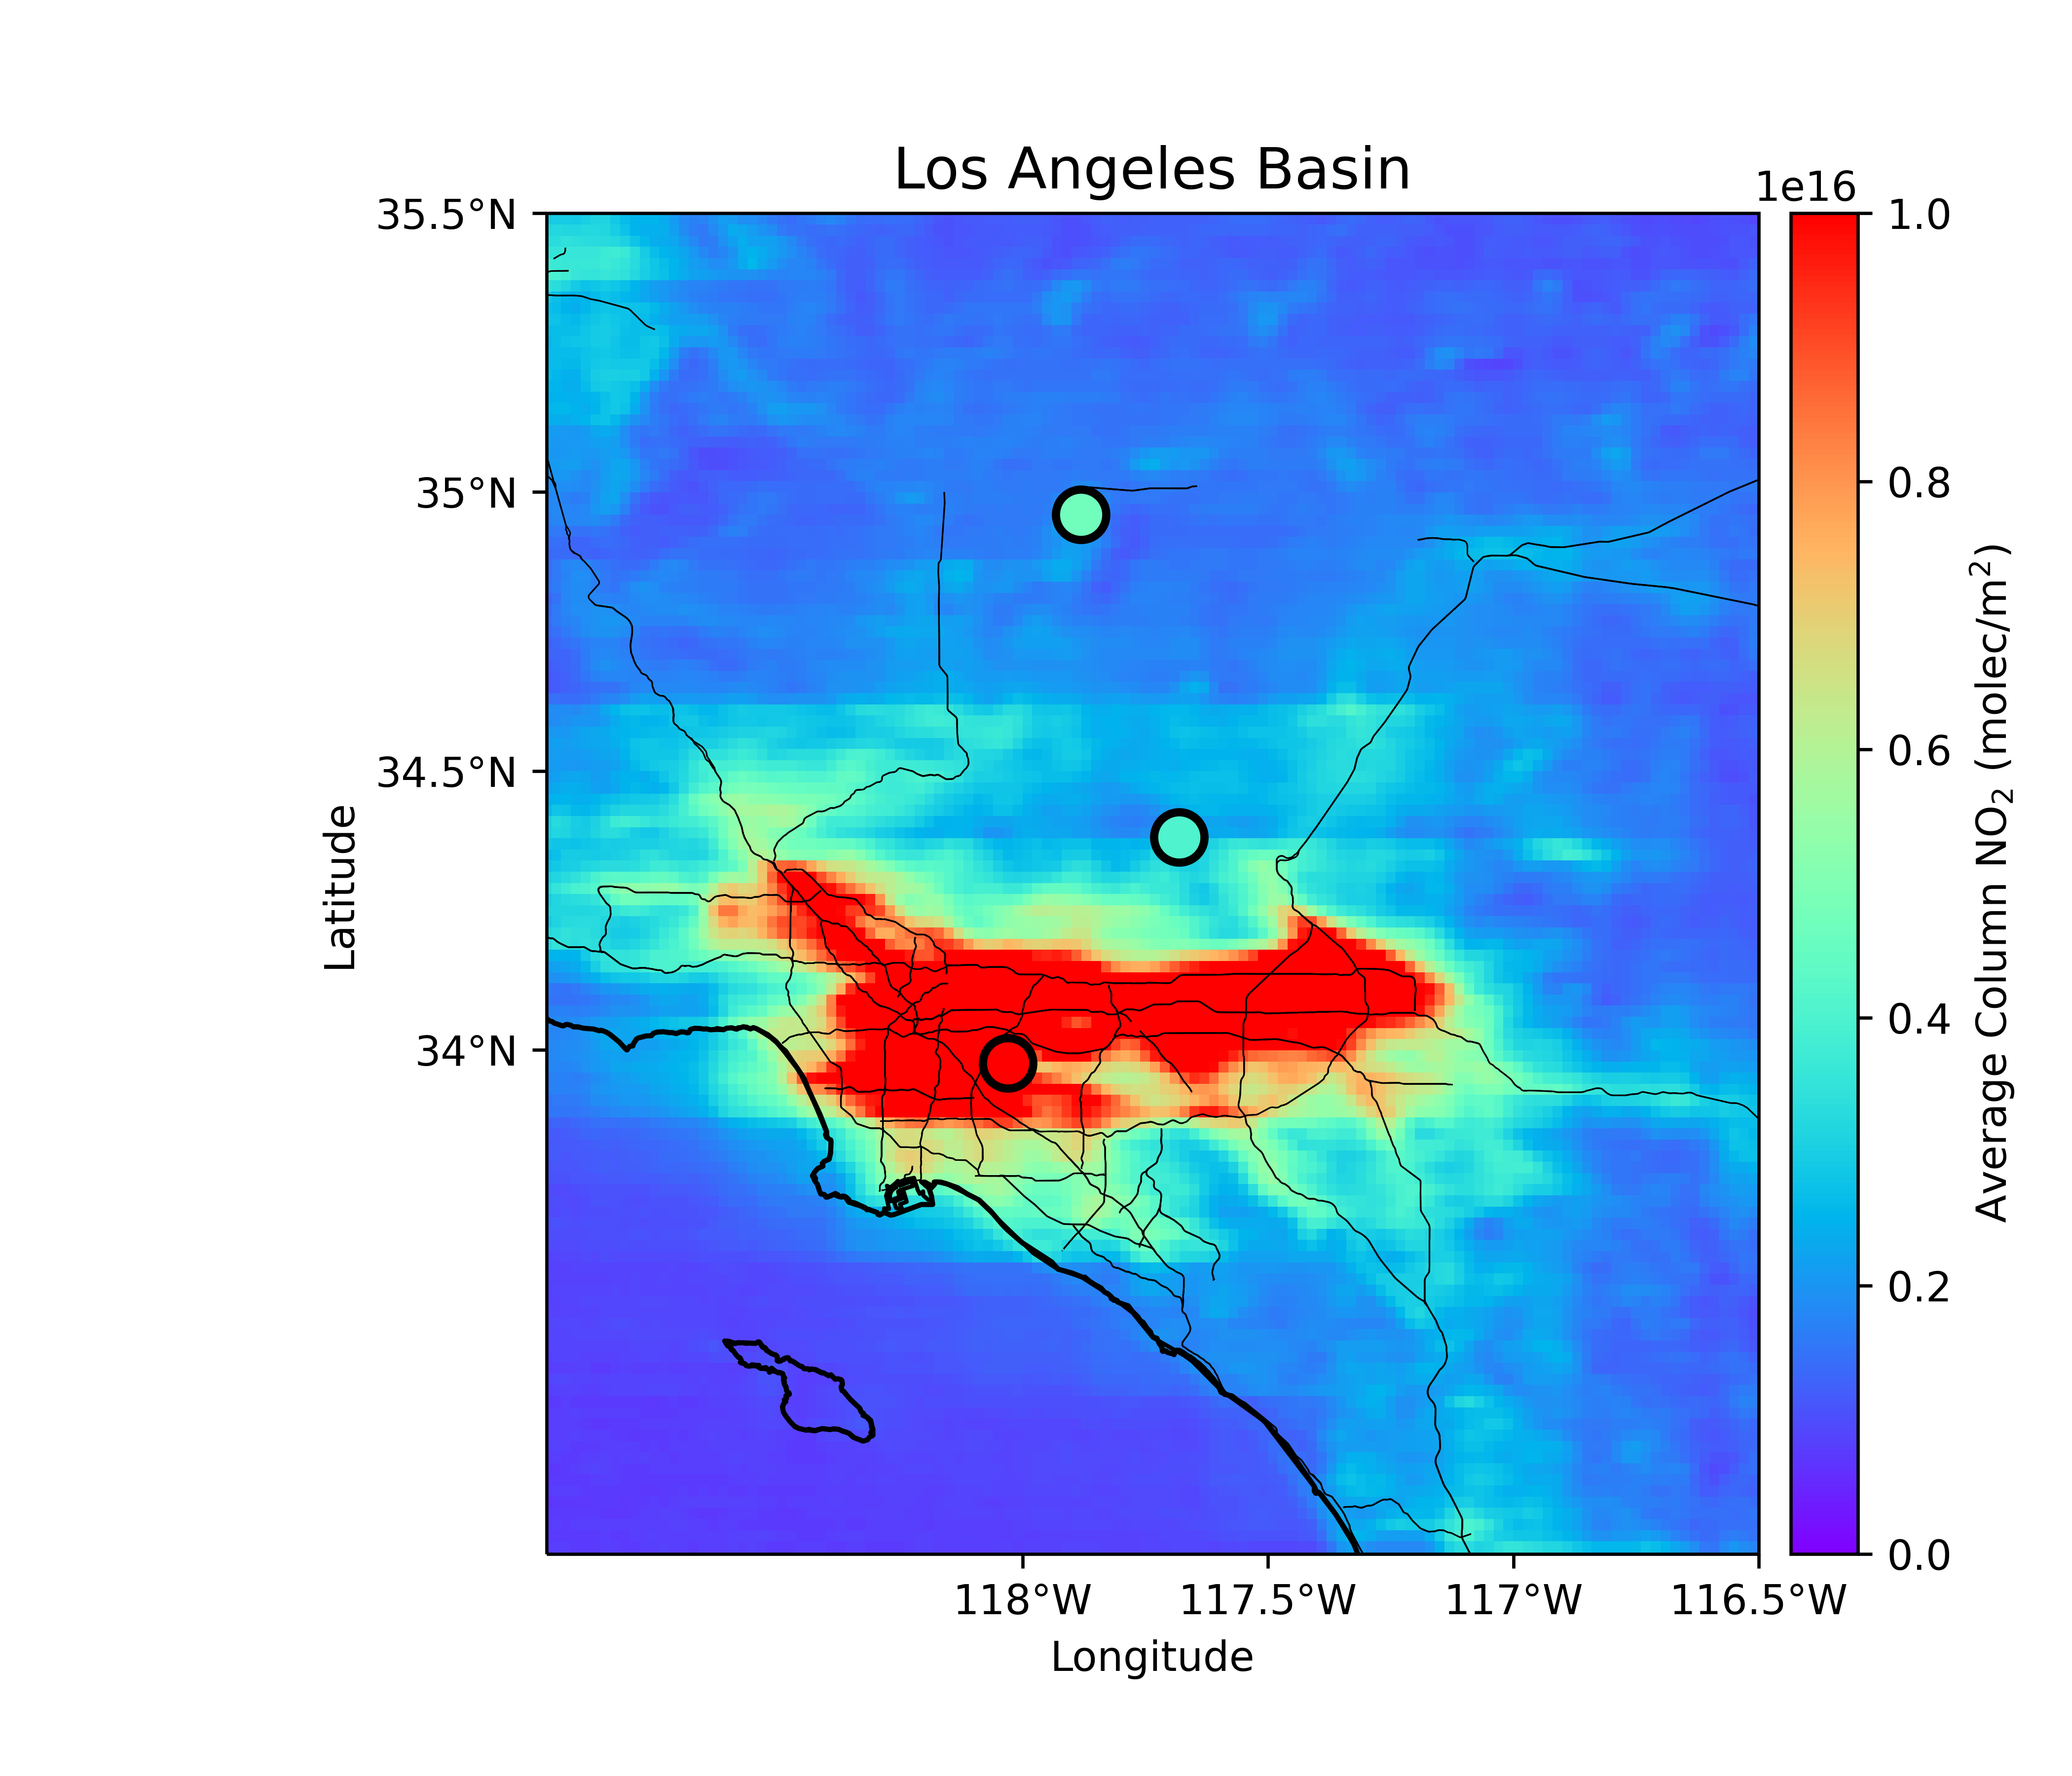 Los Angeles Basin
1e16
35.5°N
35°N
34.5°N
34°N
Latitude
118°W
117.5°W
117°W
116.5°W
Longitude
1.0
0.8
0.6
0.4
0.2
0.0
Average Column NO₂ (molec/m²)